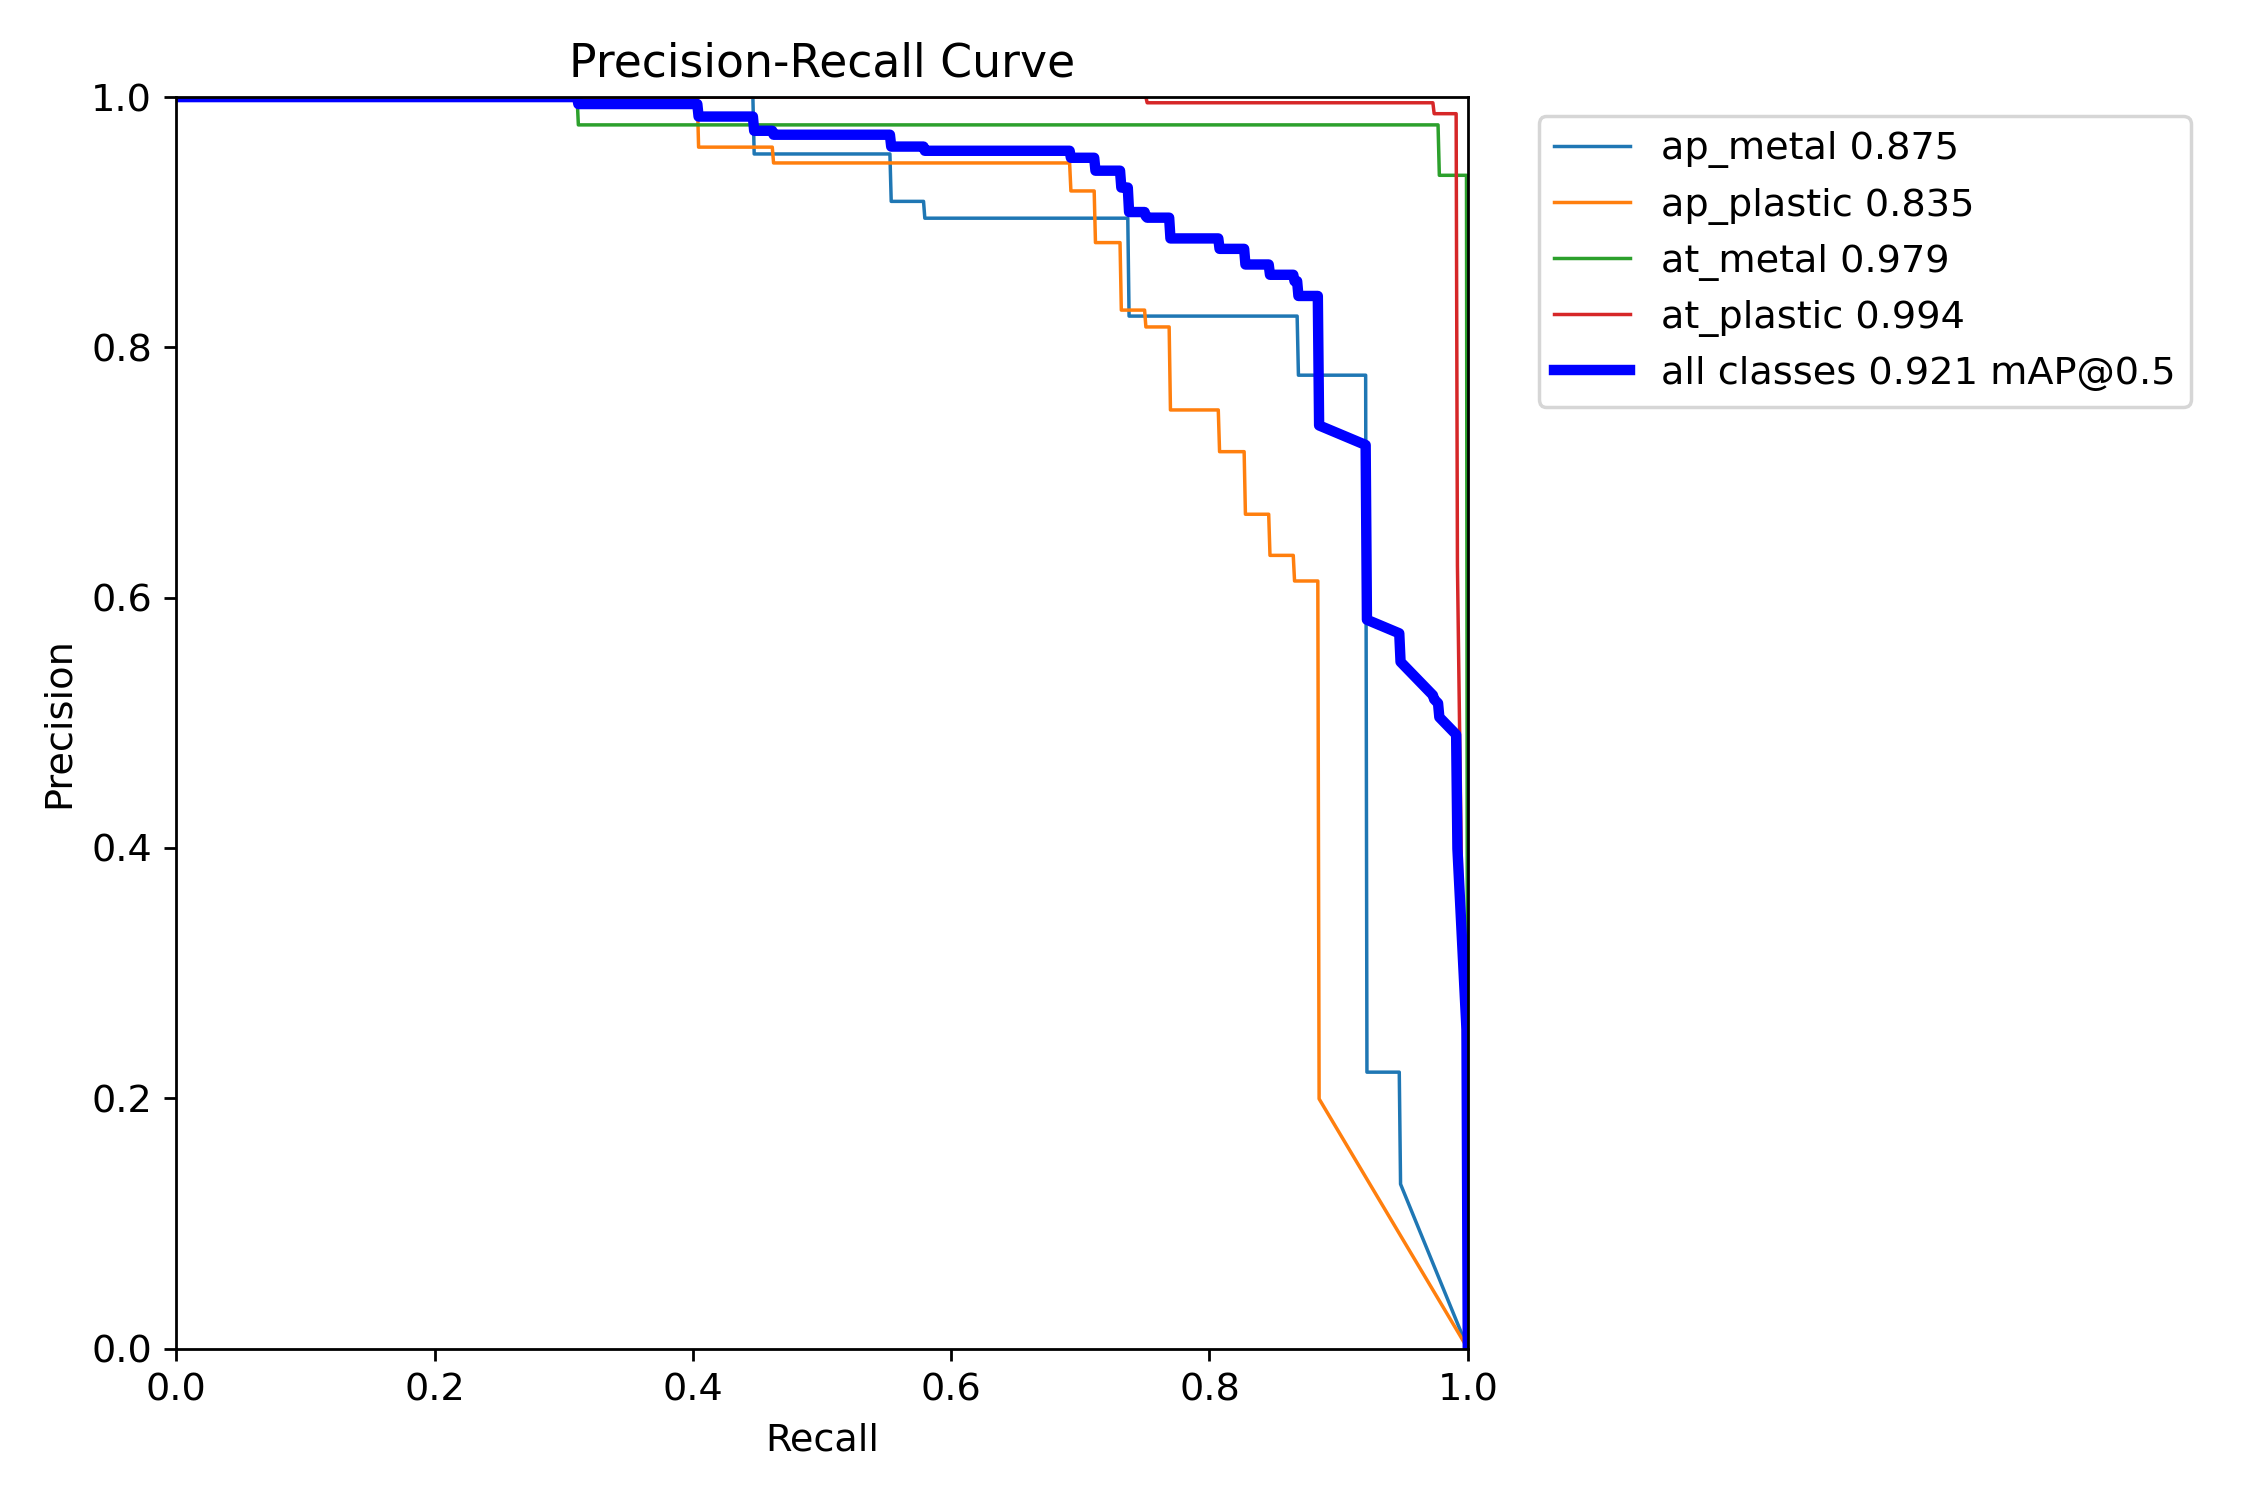 Precision-Recall Curve
1.0
0.8
0.6
0.4
0.2
0.0
Precision
0.0 0.2 0.4 0.6 0.8 1.0
Recall
ap_metal 0.875
ap_plastic 0.835
at_metal 0.979
at_plastic 0.994
all classes 0.921 mAP@0.5